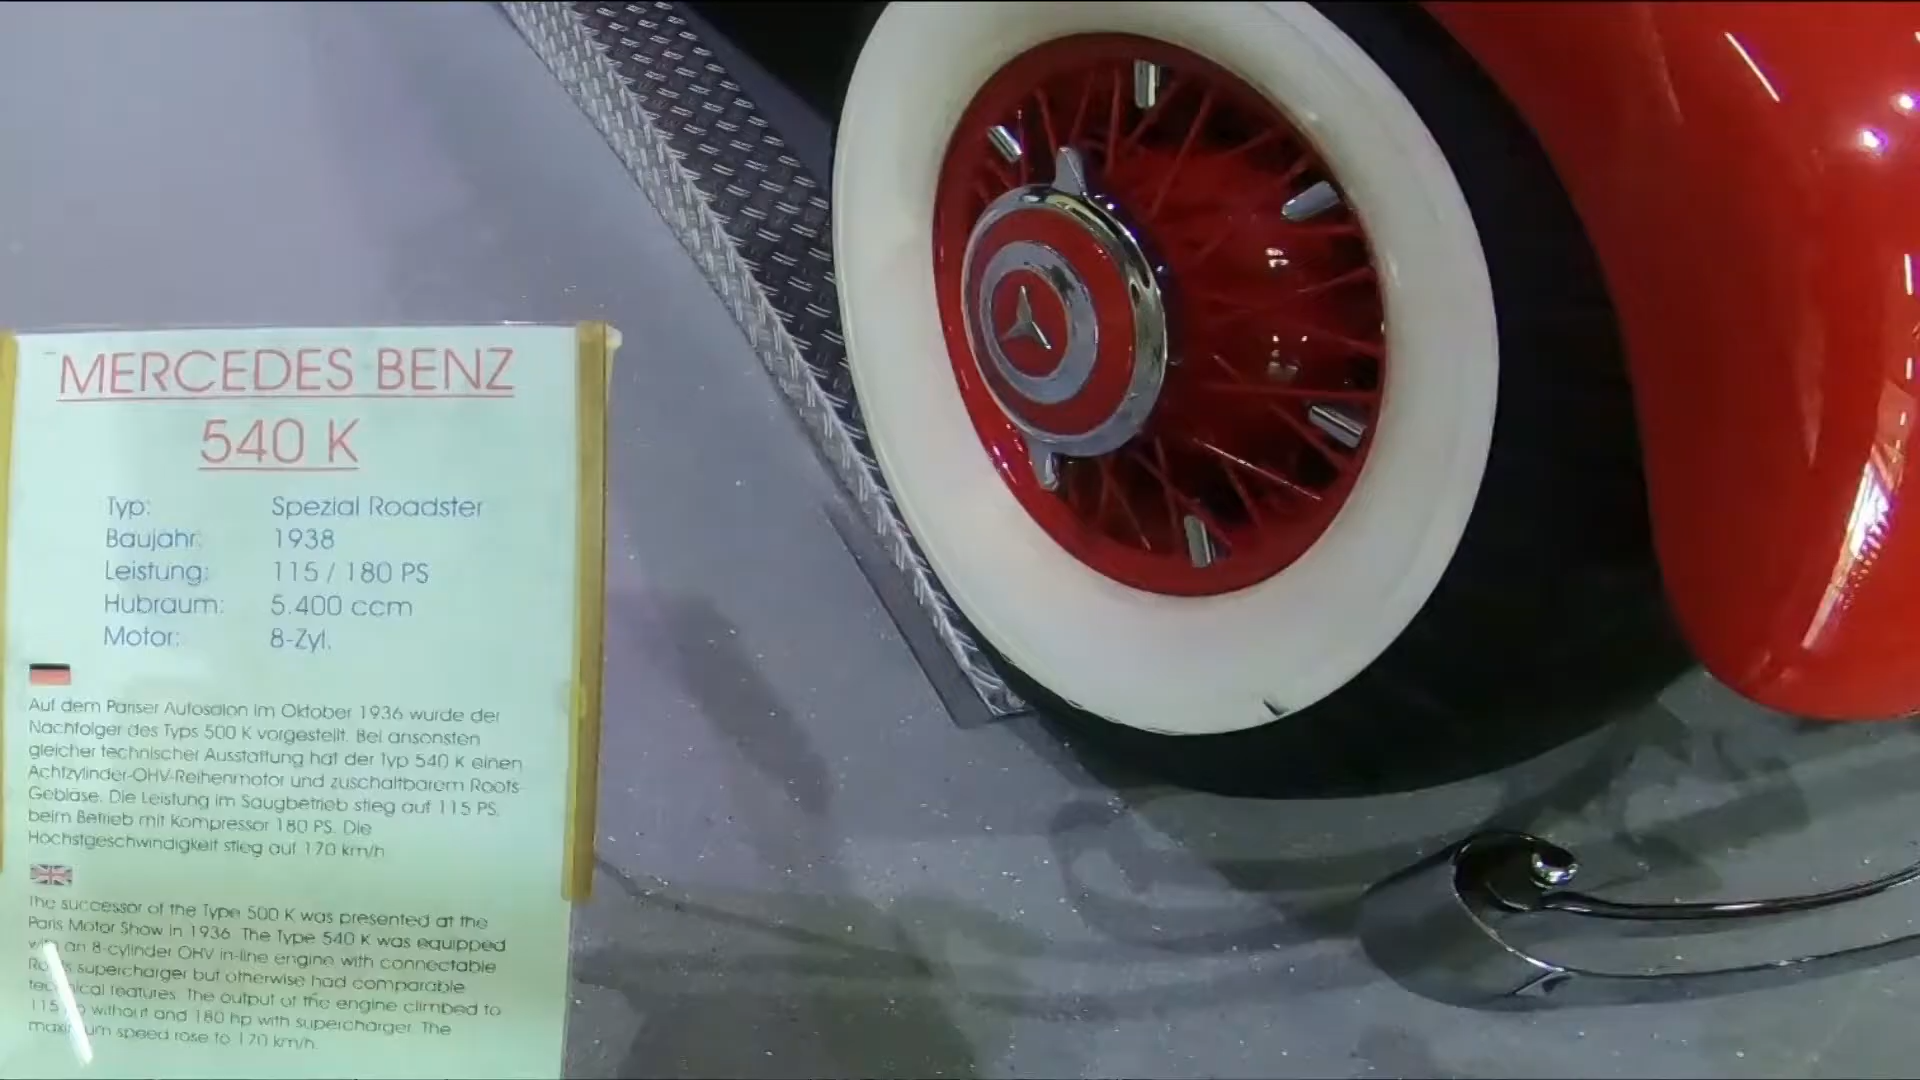 MERCEDES BENZ
540 K
Typ: Spezial Roadster
Baujahr: 1938
Leistung: 115 / 180 PS
Hubraum: 5.400 ccm
Motor: 8-Zyl.
Auf dem Pariser Autosalon im Oktober 1936 wurde der
Nachfolger des Typs 500 K vorgestellt. Bei ansonsten
gleicher technischer Ausstattung hat der Typ 540 K einen
Achtzylinder-OHV-Reihenmotor und zuschaltbarem Roots-
Gebläse. Die Leistung im Saugbetrieb stieg auf 115 PS,
beim Betrieb mit Kompressor 180 PS. Die
Höchstgeschwindigkeit stieg auf 170 km/h.
The successor of the Type 500 K was presented at the
Paris Motor Show in 1936. The Type 540 K was equipped
with an 8-cylinder OHV in-line engine with connectable
Roots supercharger but otherwise had comparable
technical features. The output of the engine climbed to
115 hp without and 180 hp with supercharger. The
maximum speed rose to 170 km/h.